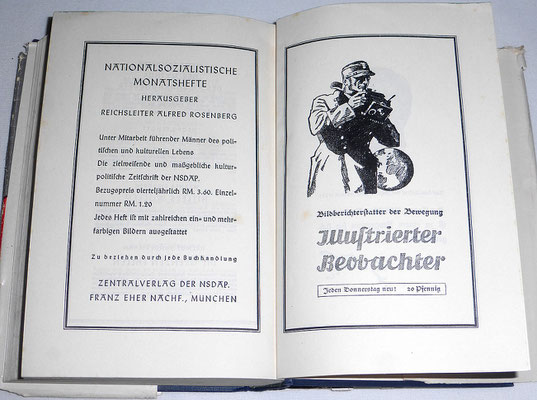 NATIONALSOZIALISTISCHE
MONATSHEFTE
HERAUSGEBER
REICHSLEITER ALFRED ROSENBERG
Unter Mitarbeit führender Männer des poli-
tischen und kulturellen Lebens
Die zielweisende und maßgebliche kultur-
politische Zeitschrift der NSDAP.
Bezugspreis vierteljährlich RM. 3.60. Einzel-
nummer RM. 1.20
Jedes Heft ist mit zahlreichen ein- und mehr-
farbigen Bildern ausgestattet
Zu beziehen durch jede Buchhandlung
ZENTRALVERLAG DER NSDAP.
FRANZ EHER NACHF., MÜNCHEN
Bildberichterstatter der Bewegung
Illustrierter
Beobachter
Jeden Donnerstag neu! 20 Pfennig